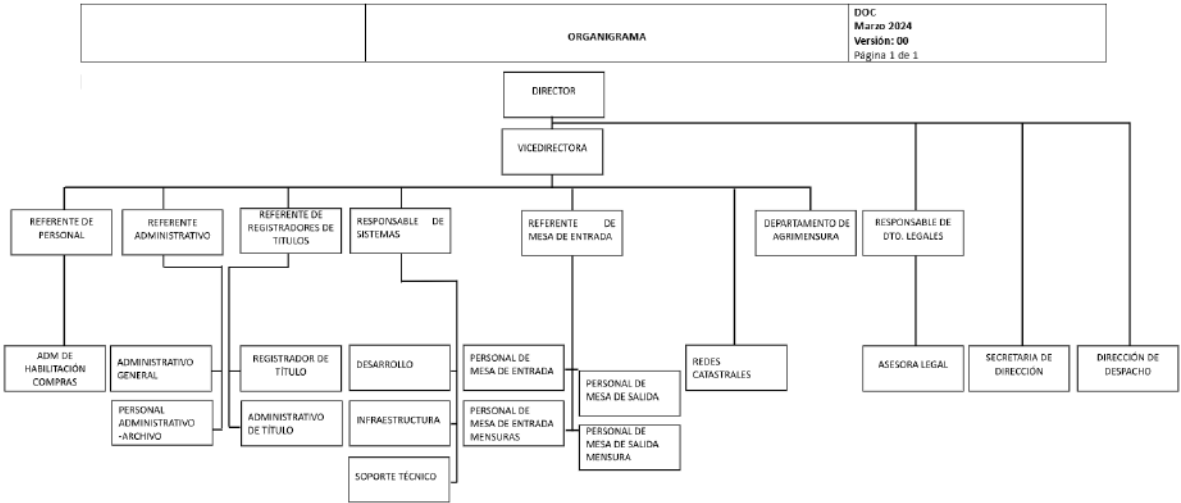 ORGANIGRAMA
DOC
Marzo 2024
Versión: 00
Página 1 de 1
DIRECTOR
VICEDIRECTORA
REFERENTE DE
PERSONAL
REFERENTE
ADMINISTRATIVO
REFERENTE DE
REGISTRADORES DE
TITULOS
RESPONSABLE DE
SISTEMAS
REFERENTE DE
MESA DE ENTRADA
DEPARTAMENTO DE
AGRIMENSURA
RESPONSABLE DE
DTO. LEGALES
ADM DE
HABILITACIÓN
COMPRAS
ADMINISTRATIVO
GENERAL
REGISTRADOR DE
TÍTULO
DESARROLLO
PERSONAL DE
MESA DE ENTRADA
PERSONAL DE
MESA DE SALIDA
REDES
CATASTRALES
ASESORA LEGAL
SECRETARIA DE
DIRECCIÓN
DIRECCIÓN DE
DESPACHO
PERSONAL
ADMINISTRATIVO
-ARCHIVO
ADMINISTRATIVO
DE TÍTULO
INFRAESTRUCTURA
PERSONAL DE
MESA DE ENTRADA
MENSURAS
PERSONAL DE
MESA DE SALIDA
MENSURA
SOPORTE TÉCNICO